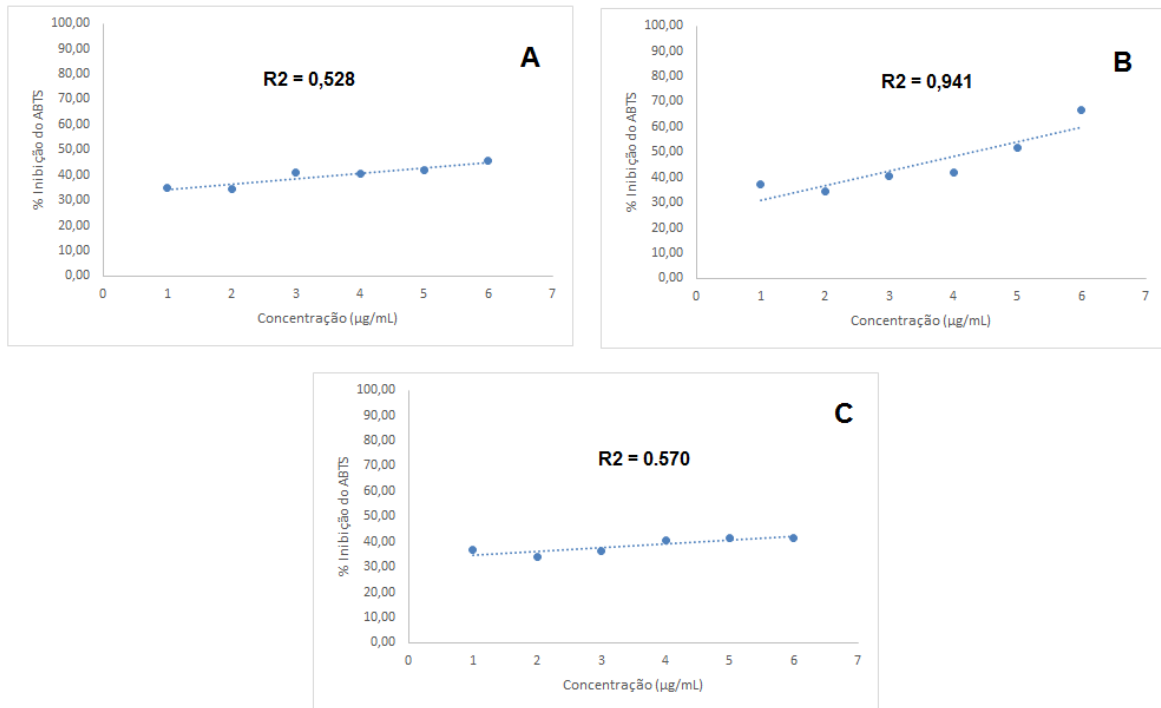 A
R2 = 0,528
% Inibição do ABTS
100,00
90,00
80,00
70,00
60,00
50,00
40,00
30,00
20,00
10,00
0,00
0 1 2 3 4 5 6 7
Concentração (µg/mL)
B
R2 = 0,941
% Inibição do ABTS
100,00
90,00
80,00
70,00
60,00
50,00
40,00
30,00
20,00
10,00
0,00
0 1 2 3 4 5 6 7
Concentração (µg/mL)
C
R2 = 0.570
% Inibição do ABTS
100,00
90,00
80,00
70,00
60,00
50,00
40,00
30,00
20,00
10,00
0,00
0 1 2 3 4 5 6 7
Concentração (µg/mL)